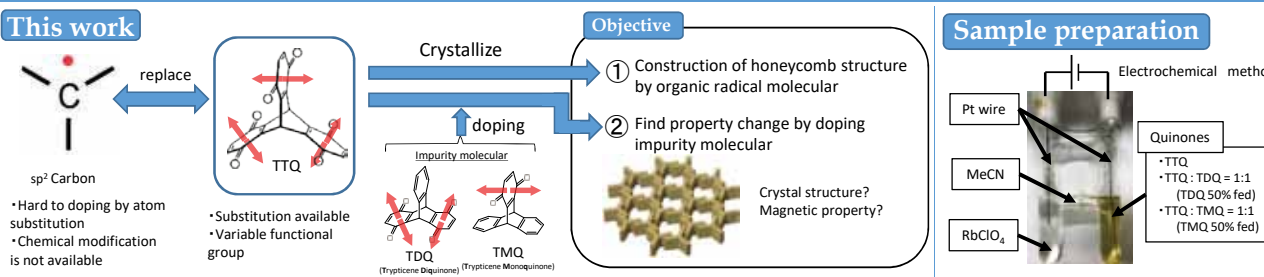 This work
replace
C
sp² Carbon
・Hard to doping by atom
substitution
・Chemical modification
is not available
TTQ
・Substitution available
・Variable functional
group
Crystallize
doping
Impurity molecular
TDQ
(Trypticene Diquinone)
TMQ
(Trypticene Monoquinone)
Objective
① Construction of honeycomb structure
by organic radical molecular
② Find property change by doping
impurity molecular
Crystal structure?
Magnetic property?
Sample preparation
Electrochemical metho
Pt wire
MeCN
RbClO₄
Quinones
・TTQ
・TTQ : TDQ = 1:1
(TDQ 50% fed)
・TTQ : TMQ = 1:1
(TMQ 50% fed)